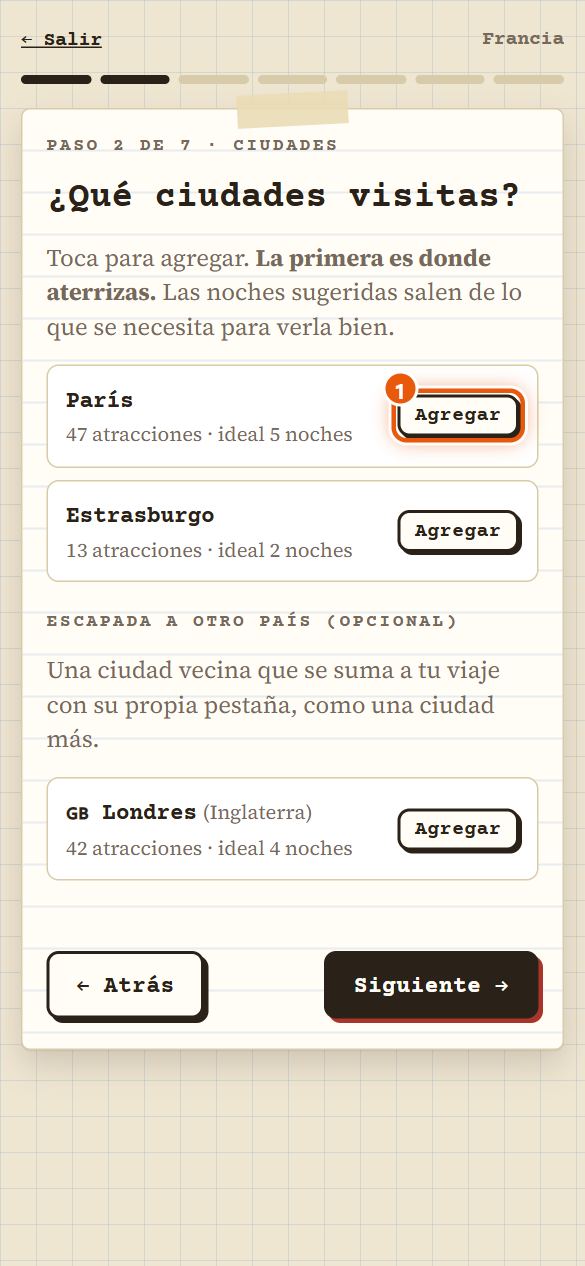 ← Salir
Francia
PASO 2 DE 7 · CIUDADES
¿Qué ciudades visitas?
Toca para agregar. La primera es donde
aterrizas. Las noches sugeridas salen de lo
que se necesita para verla bien.
París
47 atracciones · ideal 5 noches
1
Agregar
Estrasburgo
13 atracciones · ideal 2 noches
Agregar
ESCAPADA A OTRO PAÍS (OPCIONAL)
Una ciudad vecina que se suma a tu viaje
con su propia pestaña, como una ciudad
más.
GB Londres (Inglaterra)
42 atracciones · ideal 4 noches
Agregar
← Atrás
Siguiente →